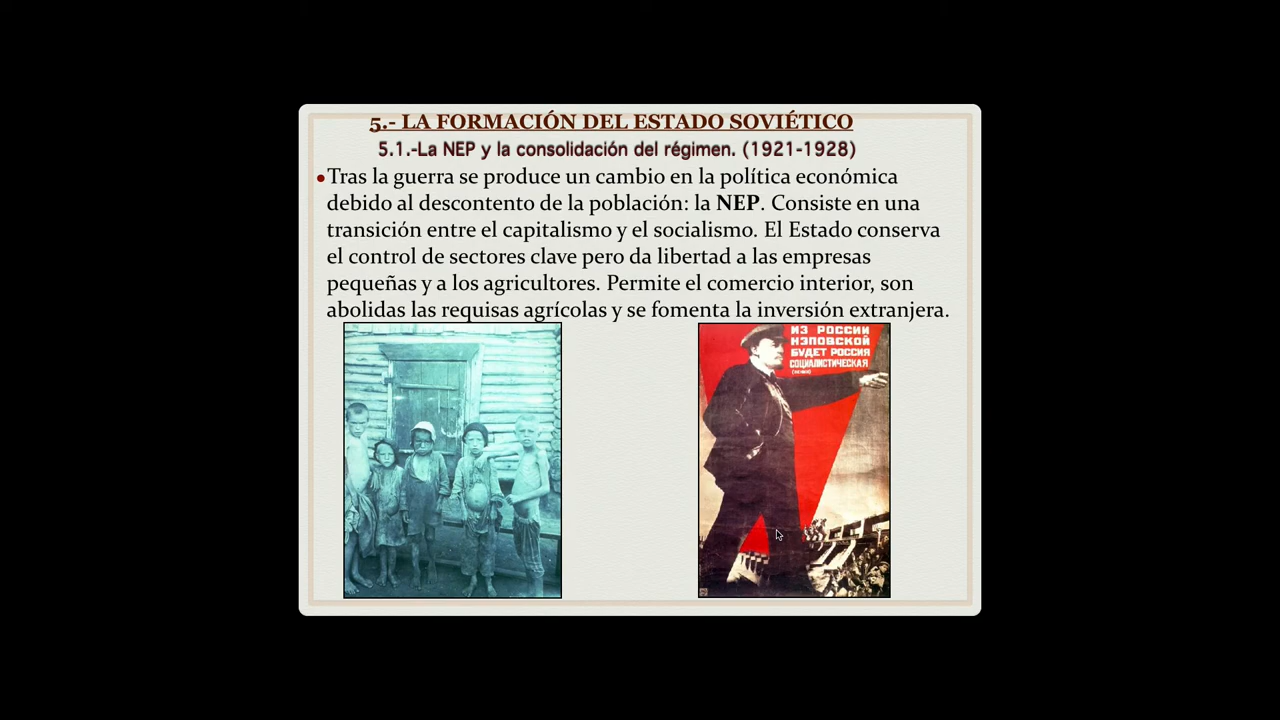 5.- LA FORMACIÓN DEL ESTADO SOVIÉTICO
5.1.-La NEP y la consolidación del régimen. (1921-1928)
•Tras la guerra se produce un cambio en la política económica
debido al descontento de la población: la NEP. Consiste en una
transición entre el capitalismo y el socialismo. El Estado conserva
el control de sectores clave pero da libertad a las empresas
pequeñas y a los agricultores. Permite el comercio interior, son
abolidas las requisas agrícolas y se fomenta la inversión extranjera.
ИЗ РОССИИ
НЭПОВСКОЙ
БУДЕТ РОССИЯ
СОЦИАЛИСТИЧЕСКАЯ